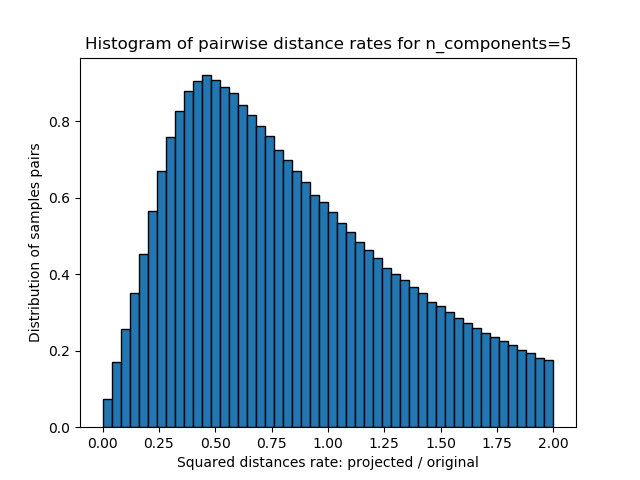 Histogram of pairwise distance rates for n_components=5
Distribution of samples pairs
0.8
0.6
0.4
0.2
0.0
0.00 0.25 0.50 0.75 1.00 1.25 1.50 1.75 2.00
Squared distances rate: projected / original